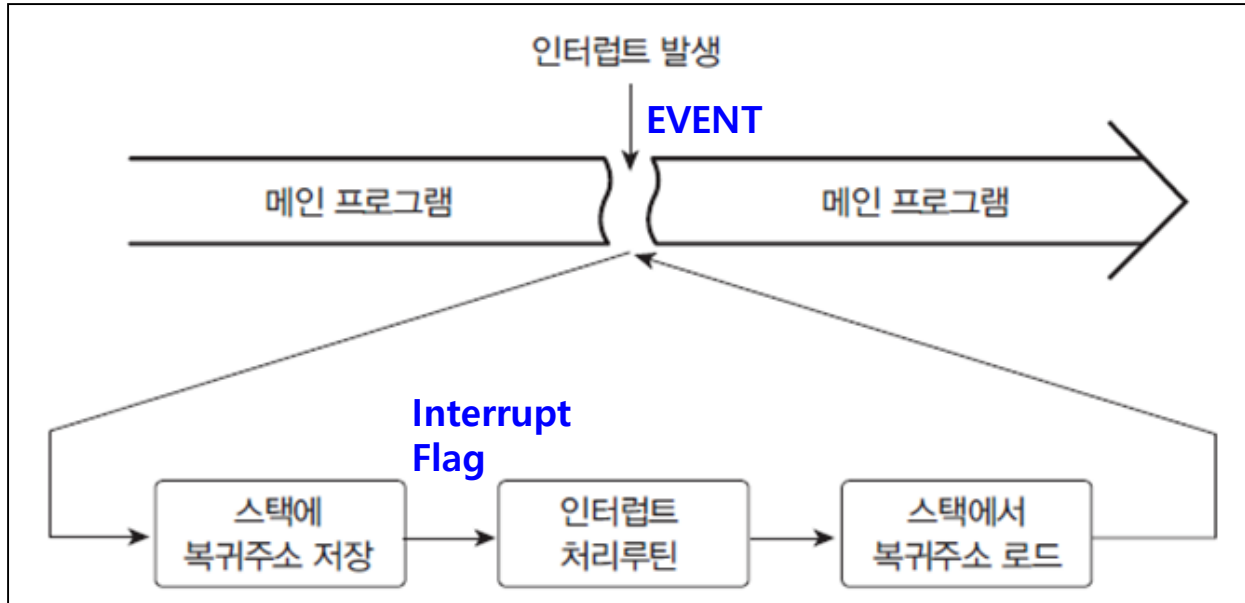 인터럽트 발생
EVENT
메인 프로그램
메인 프로그램
Interrupt
Flag
스택에
복귀주소 저장
인터럽트
처리루틴
스택에서
복귀주소 로드